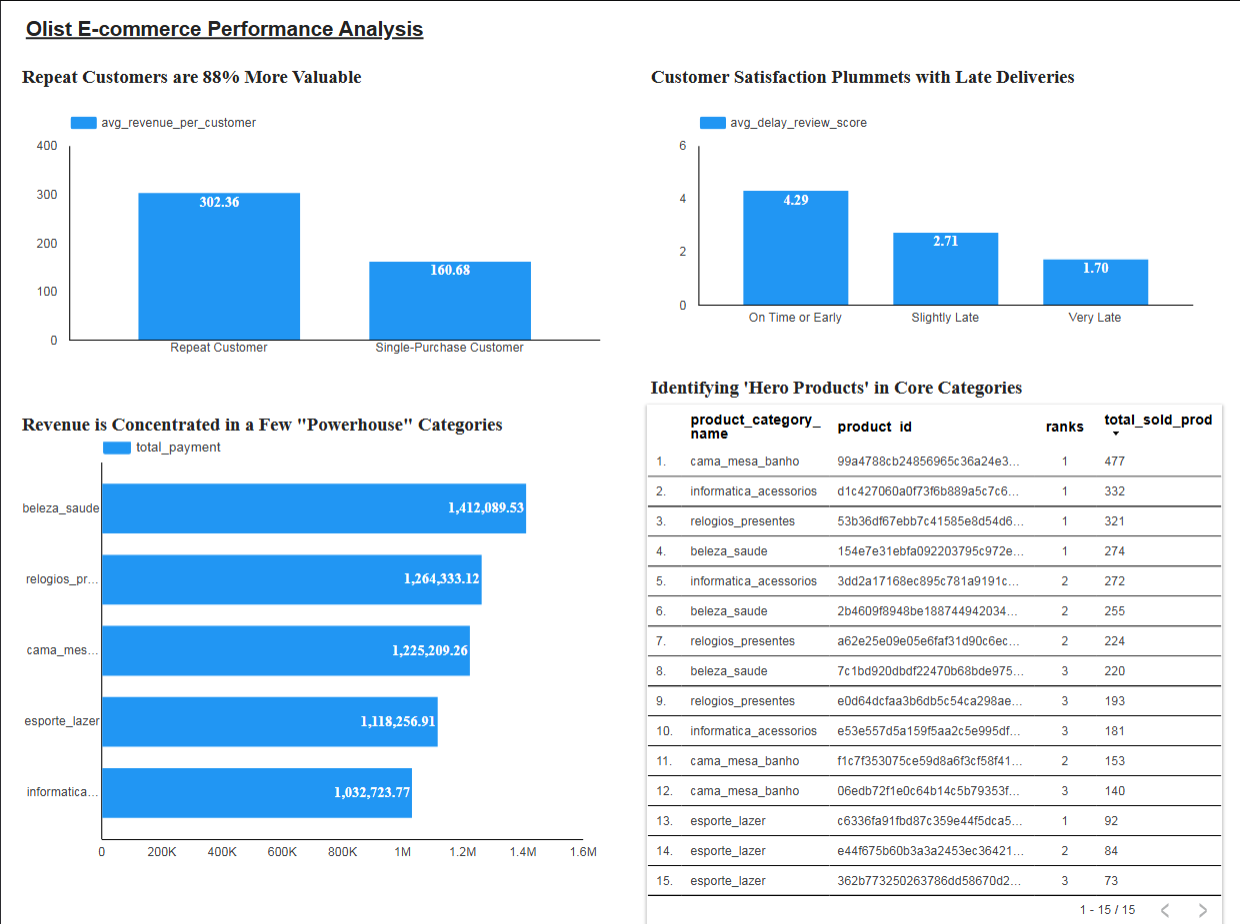 Olist E-commerce Performance Analysis
Repeat Customers are 88% More Valuable
avg_revenue_per_customer
400
300
200
100
0
302.36
160.68
Repeat Customer
Single-Purchase Customer
Customer Satisfaction Plummets with Late Deliveries
avg_delay_review_score
6
4
2
0
4.29
2.71
1.70
On Time or Early
Slightly Late
Very Late
Revenue is Concentrated in a Few "Powerhouse" Categories
total_payment
beleza_saude 1,412,089.53
relogios_pr... 1,264,333.12
cama_mes... 1,225,209.26
esporte_lazer 1,118,256.91
informatica... 1,032,723.77
0 200K 400K 600K 800K 1M 1.2M 1.4M 1.6M
Identifying 'Hero Products' in Core Categories
product_category_
name product_id ranks total_sold_prod
1. cama_mesa_banho 99a4788cb24856965c36a24e3... 1 477
2. informatica_acessorios d1c427060a0f73f6b889a5c7c6... 1 332
3. relogios_presentes 53b36df67ebb7c41585e8d54d6... 1 321
4. beleza_saude 154e7e31ebfa092203795c972e... 1 274
5. informatica_acessorios 3dd2a17168ec895c781a9191c... 2 272
6. beleza_saude 2b4609f8948be188744942034... 2 255
7. relogios_presentes a62e25e09e05e6faf31d90c6ec... 2 224
8. beleza_saude 7c1bd920dbdf22470b68bde975... 3 220
9. relogios_presentes e0d64dcfaa3b6db5c54ca298ae... 3 193
10. informatica_acessorios e53e557d5a159f5aa2c5e995df... 3 181
11. cama_mesa_banho f1c7f353075ce59d8a6f3cf58f41... 2 153
12. cama_mesa_banho 06edb72f1e0c64b14c5b79353f... 3 140
13. esporte_lazer c6336fa91fbd87c359e44f5dca5... 1 92
14. esporte_lazer e44f675b60b3a3a2453ec36421... 2 84
15. esporte_lazer 362b773250263786dd58670d2... 3 73
1 - 15 / 15